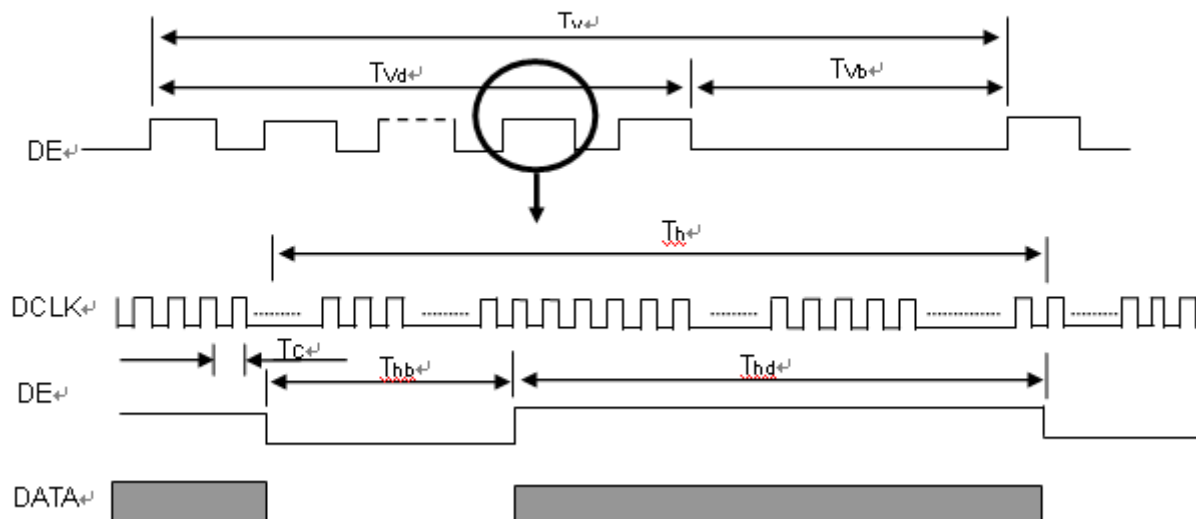 Tv↵
Tvd↵
Tvb↵
DE↵
Th↵
DCLK↵
Tc↵
Thb↵
Thd↵
DE↵
DATA↵